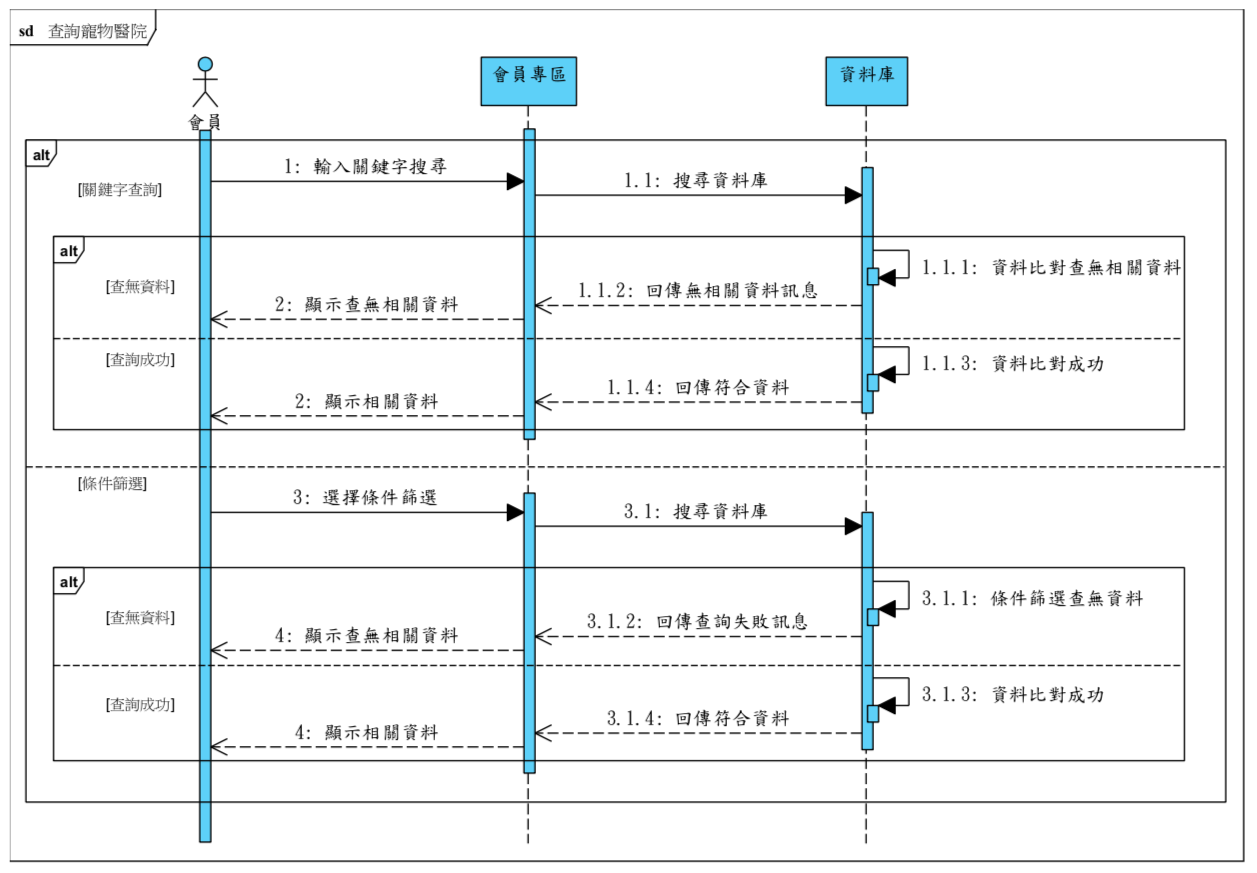 sd 查詢寵物醫院
會員
會員專區
資料庫
alt
[關鍵字查詢]
1: 輸入關鍵字搜尋
1.1: 搜尋資料庫
alt
[查無資料]
1.1.1: 資料比對查無相關資料
1.1.2: 回傳無相關資料訊息
2: 顯示查無相關資料
[查詢成功]
1.1.3: 資料比對成功
1.1.4: 回傳符合資料
2: 顯示相關資料
[條件篩選]
3: 選擇條件篩選
3.1: 搜尋資料庫
alt
[查無資料]
3.1.1: 條件篩選查無資料
3.1.2: 回傳查詢失敗訊息
4: 顯示查無相關資料
[查詢成功]
3.1.3: 資料比對成功
3.1.4: 回傳符合資料
4: 顯示相關資料